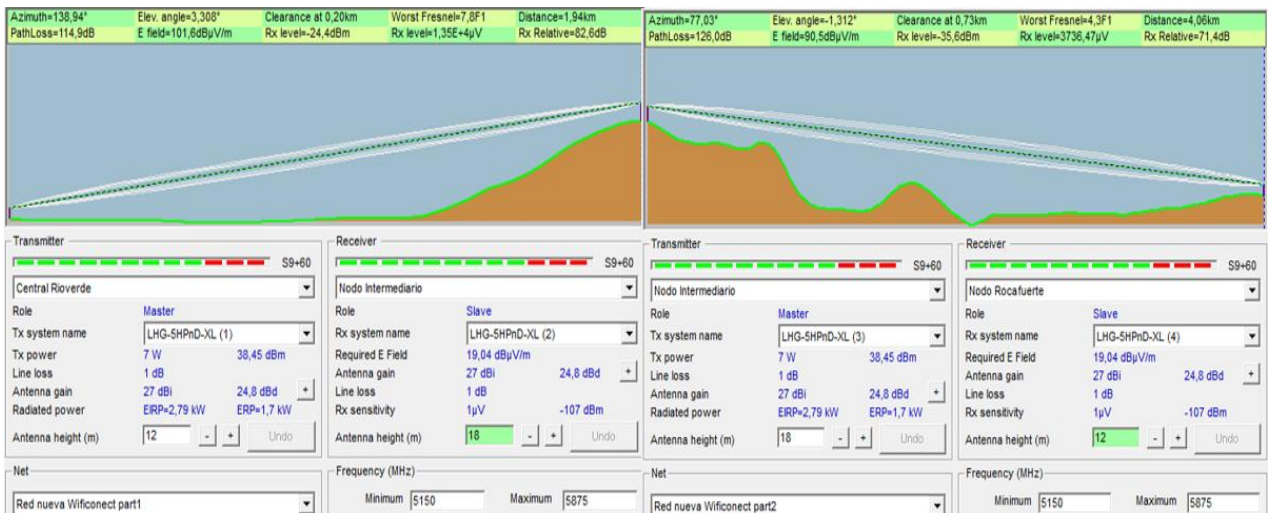 Azimuth=138,94° Elev. angle=3,308° Clearance at 0,20km Worst Fresnel=7,8F1 Distance=1,94km
PathLoss=114,9dB E field=101,6dBµV/m Rx level=-24,4dBm Rx level=1,35E+4µV Rx Relative=82,6dB
Transmitter
S9+60
Central Rioverde
Role Master
Tx system name LHG-5HPnD-XL (1)
Tx power 7 W 38,45 dBm
Line loss 1 dB
Antenna gain 27 dBi 24,8 dBd +
Radiated power EIRP=2,79 kW ERP=1,7 kW
Antenna height (m) 12 - + Undo
Net
Red nueva Wificonect part1
Receiver
S9+60
Nodo Intermediario
Role Slave
Rx system name LHG-5HPnD-XL (2)
Required E Field 19,04 dBµV/m
Antenna gain 27 dBi 24,8 dBd +
Line loss 1 dB
Rx sensitivity 1µV -107 dBm
Antenna height (m) 18 - + Undo
Frequency (MHz)
Minimum 5150 Maximum 5875
Azimuth=77,03° Elev. angle=-1,312° Clearance at 0,73km Worst Fresnel=4,3F1 Distance=4,06km
PathLoss=126,0dB E field=90,5dBµV/m Rx level=-35,6dBm Rx level=3736,47µV Rx Relative=71,4dB
Transmitter
S9+60
Nodo Intermediario
Role Master
Tx system name LHG-5HPnD-XL (3)
Tx power 7 W 38,45 dBm
Line loss 1 dB
Antenna gain 27 dBi 24,8 dBd +
Radiated power EIRP=2,79 kW ERP=1,7 kW
Antenna height (m) 18 - + Undo
Net
Red nueva Wificonect part2
Receiver
S9+60
Nodo Rocafuerte
Role Slave
Rx system name LHG-5HPnD-XL (4)
Required E Field 19,04 dBµV/m
Antenna gain 27 dBi 24,8 dBd +
Line loss 1 dB
Rx sensitivity 1µV -107 dBm
Antenna height (m) 12 - + Undo
Frequency (MHz)
Minimum 5150 Maximum 5875